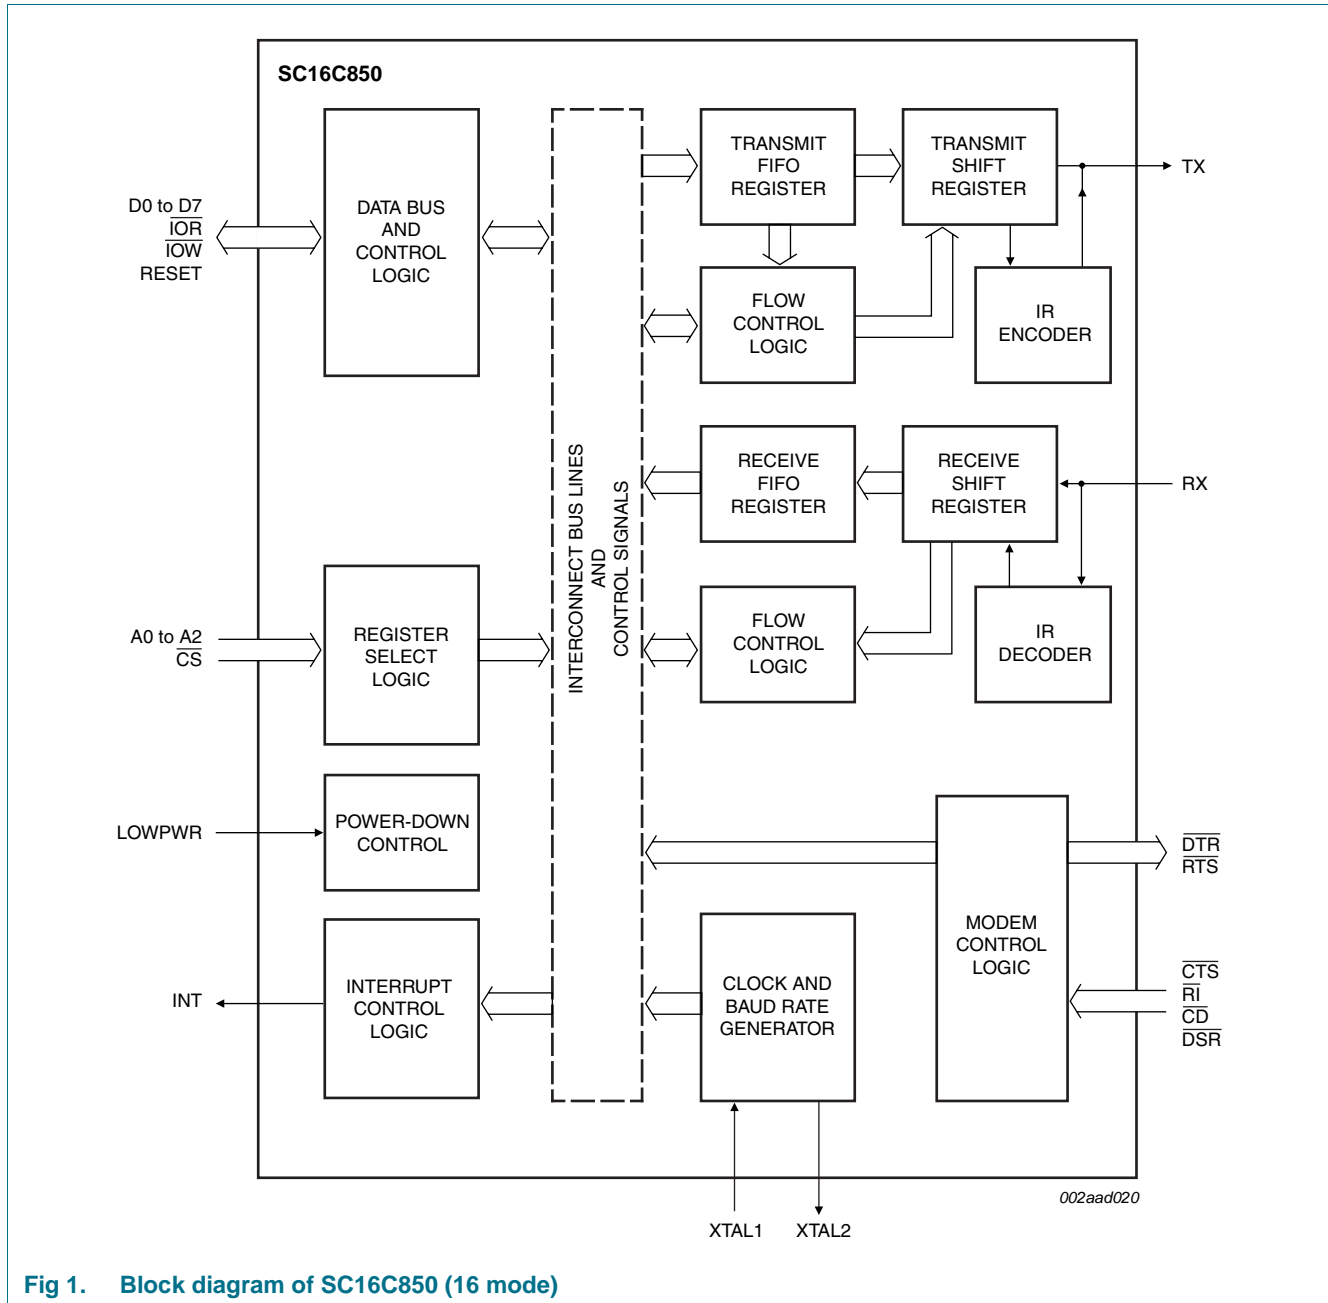 SC16C850
D0 to D7
IOR
IOW
RESET
DATA BUS
AND
CONTROL
LOGIC
TRANSMIT
FIFO
REGISTER
TRANSMIT
SHIFT
REGISTER
TX
FLOW
CONTROL
LOGIC
IR
ENCODER
INTERCONNECT BUS LINES
AND
CONTROL SIGNALS
RECEIVE
FIFO
REGISTER
RECEIVE
SHIFT
REGISTER
RX
A0 to A2
CS
REGISTER
SELECT
LOGIC
FLOW
CONTROL
LOGIC
IR
DECODER
LOWPWR
POWER-DOWN
CONTROL
DTR
RTS
MODEM
CONTROL
LOGIC
INT
INTERRUPT
CONTROL
LOGIC
CLOCK AND
BAUD RATE
GENERATOR
CTS
RI
CD
DSR
XTAL1
XTAL2
002aad020
Fig 1. Block diagram of SC16C850 (16 mode)